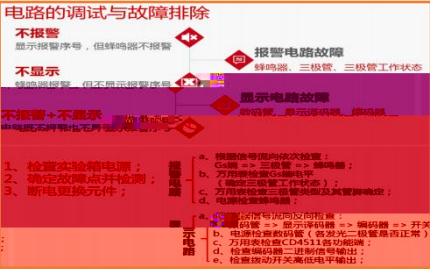 电路的调试与故障排除
不报警
显示报警序号，但蜂鸣器不报警
报警电路故障
蜂鸣器、三极管、三极管工作状态
不显示
蜂鸣器报警，但不显示报警序号
显示电路故障
数码管、显示译码器、编码器
不报警+不显示
1、检查实验箱电源；
2、确定故障点并检测；
3、断电更换元件；
a、根据信号流向依次检查：
Gs端 => 三极管 => 蜂鸣器；
b、万用表检查Gs端电平
（确定三极管工作状态）；
c、万用表检查三极管类型及其管脚确定；
d、电源检查蜂鸣器；
信号流向反向检查：
数码管 => 显示译码器 => 编码器 => 开关
b、电源检查数码管（各发光二极管是否正常）
c、万用表检查CD4511各功能端；
d、检查编码器二进制信号输出；
e、检查拨动开关高低电平输出；